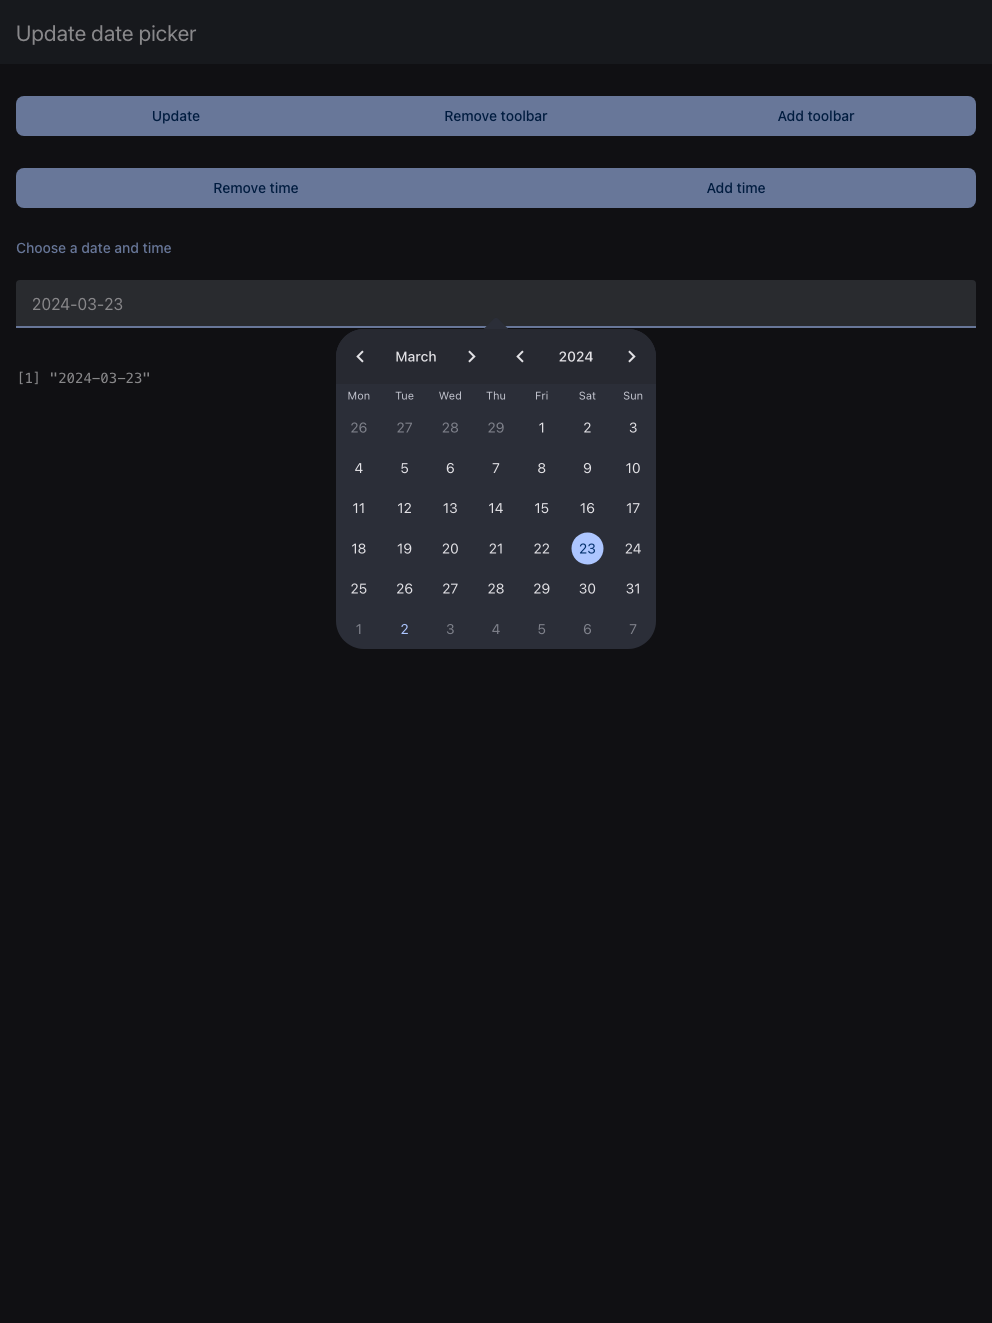 Update date picker
Update Remove toolbar Add toolbar
Remove time Add time
Choose a date and time
2024-03-23
March 2024
[1] "2024-03-23"
Mon Tue Wed Thu Fri Sat Sun
26 27 28 29 1 2 3
4 5 6 7 8 9 10
11 12 13 14 15 16 17
18 19 20 21 22 23 24
25 26 27 28 29 30 31
1 2 3 4 5 6 7